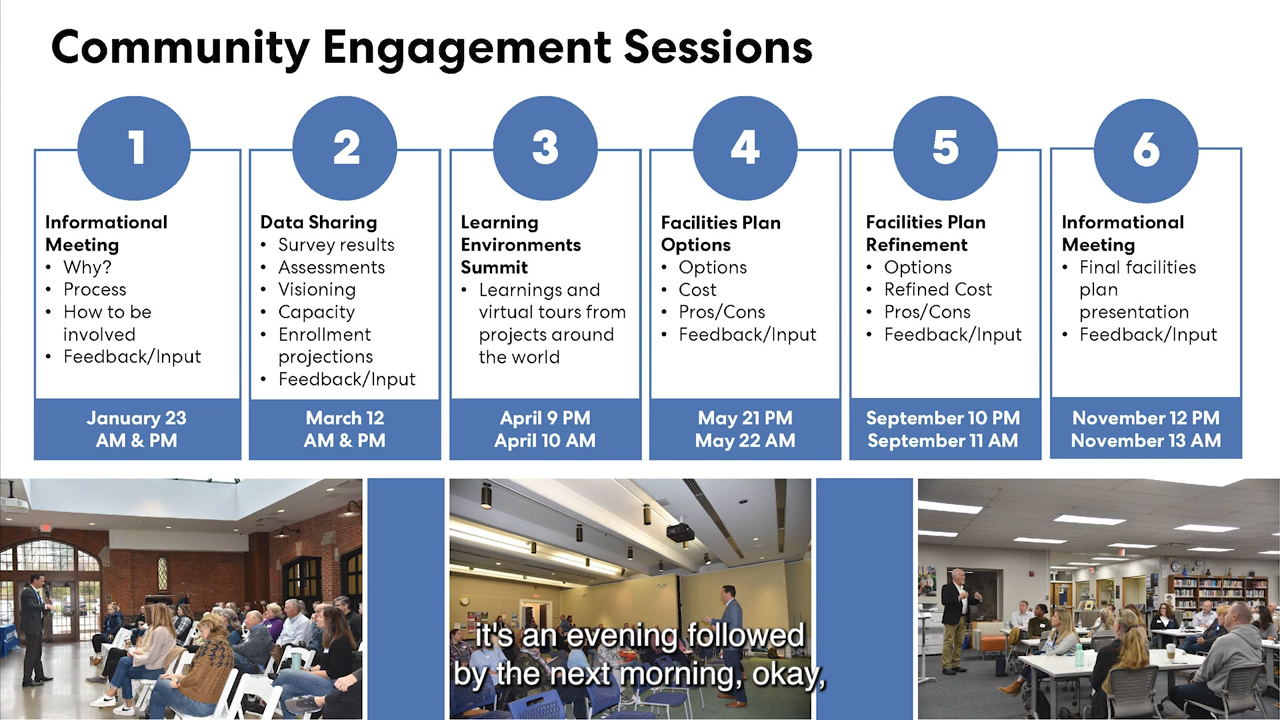 Community Engagement Sessions
1
Informational
Meeting
• Why?
• Process
• How to be
involved
• Feedback/Input
January 23
AM & PM
2
Data Sharing
• Survey results
• Assessments
• Visioning
• Capacity
• Enrollment
projections
• Feedback/Input
March 12
AM & PM
3
Learning
Environments
Summit
• Learnings and
virtual tours from
projects around
the world
April 9 PM
April 10 AM
4
Facilities Plan
Options
• Options
• Cost
• Pros/Cons
• Feedback/Input
May 21 PM
May 22 AM
5
Facilities Plan
Refinement
• Options
• Refined Cost
• Pros/Cons
• Feedback/Input
September 10 PM
September 11 AM
6
Informational
Meeting
• Final facilities
plan
presentation
• Feedback/Input
November 12 PM
November 13 AM
it's an evening followed
by the next morning, okay,